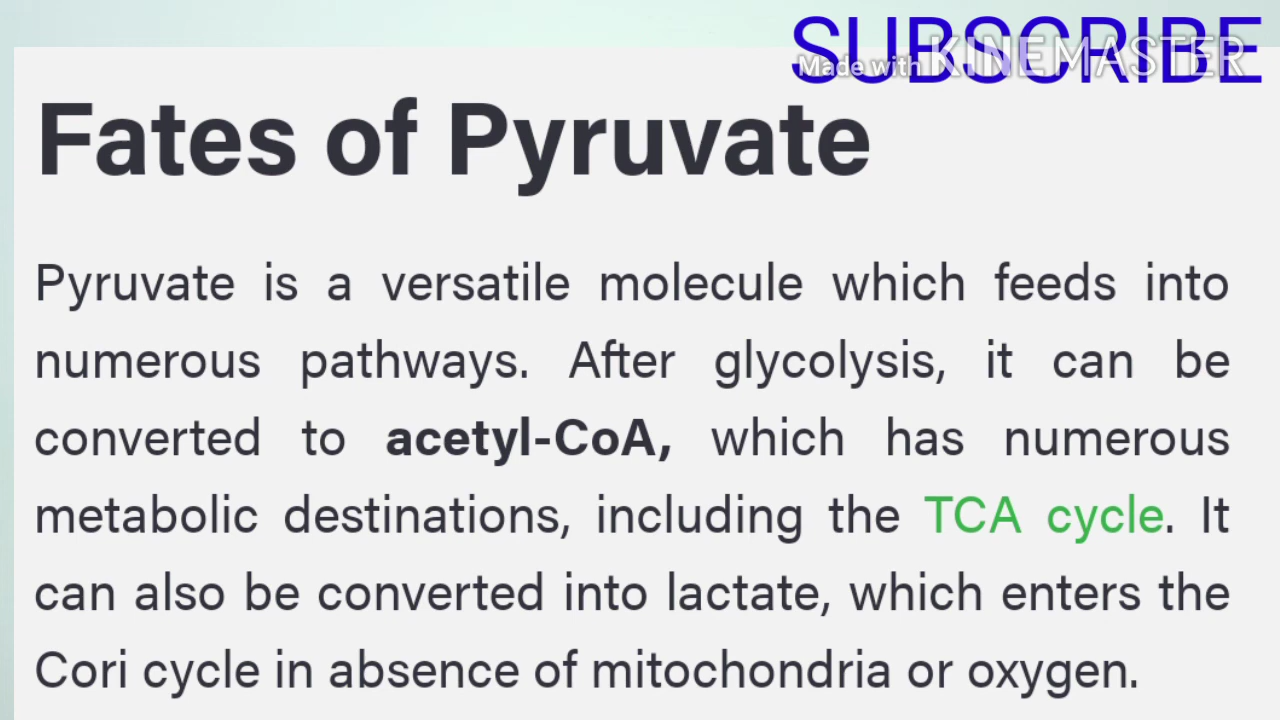 SUBSCRIBE
Made with KINEMASTER
Fates of Pyruvate
Pyruvate is a versatile molecule which feeds into
numerous pathways. After glycolysis, it can be
converted to acetyl-CoA, which has numerous
metabolic destinations, including the TCA cycle. It
can also be converted into lactate, which enters the
Cori cycle in absence of mitochondria or oxygen.